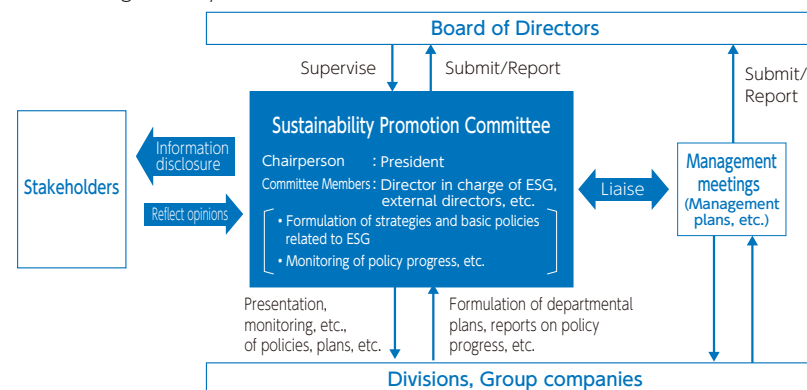 Board of Directors
Supervise
Submit/Report
Submit/
Report
Sustainability Promotion Committee
Chairperson : President
Committee Members : Director in charge of ESG,
external directors, etc.
• Formulation of strategies and basic policies
related to ESG
• Monitoring of policy progress, etc.
Stakeholders
Information
disclosure
Reflect opinions
Liaise
Management
meetings
(Management
plans, etc.)
Presentation,
monitoring, etc.,
of policies, plans, etc.
Formulation of departmental
plans, reports on policy
progress, etc.
Divisions, Group companies